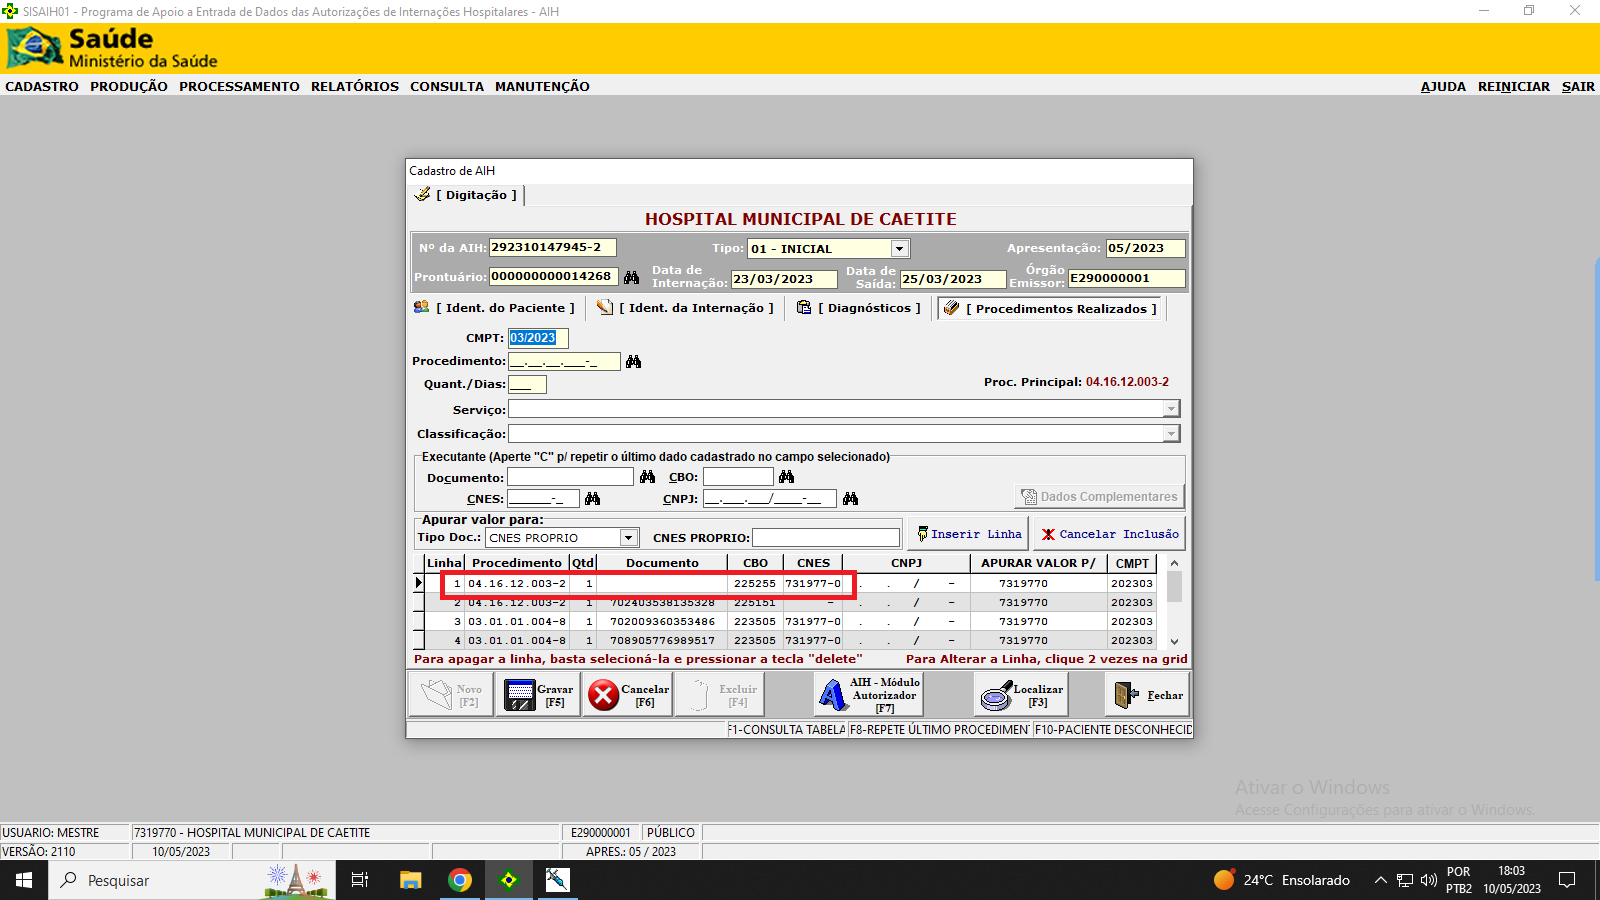 SISAIH01 - Programa de Apoio a Entrada de Dados das Autorizações de Internações Hospitalares - AIH
Saúde
Ministério da Saúde
CADASTRO PRODUÇÃO PROCESSAMENTO RELATÓRIOS CONSULTA MANUTENÇÃO AJUDA REINICIAR SAIR
Cadastro de AIH
[ Digitação ]
HOSPITAL MUNICIPAL DE CAETITE
Nº da AIH: 292310147945-2 Tipo: 01 - INICIAL Apresentação: 05/2023
Prontuário: 000000000014268 Data de Internação: 23/03/2023 Data de Saída: 25/03/2023 Órgão Emissor: E290000001
[ Ident. do Paciente ] [ Ident. da Internação ] [ Diagnósticos ] [ Procedimentos Realizados ]
CMPT: 03/2023
Procedimento: __.__.__.___-_
Quant./Dias: ___ Proc. Principal: 04.16.12.003-2
Serviço:
Classificação:
Executante (Aperte "C" p/ repetir o último dado cadastrado no campo selecionado)
Documento: CBO:
CNES: ______-_ CNPJ: __.___.___/____-__ Dados Complementares
Apurar valor para:
Tipo Doc.: CNES PROPRIO CNES PROPRIO: Inserir Linha Cancelar Inclusão
Linha Procedimento Qtd Documento CBO CNES CNPJ APURAR VALOR P/ CMPT
1 04.16.12.003-2 1 225255 731977-0 . . / - 7319770 202303
2 04.16.12.003-2 1 702403538135328 225151 - . . / - 7319770 202303
3 03.01.01.004-8 1 702009360353486 223505 731977-0 . . / - 7319770 202303
4 03.01.01.004-8 1 708905776989517 223505 731977-0 . . / - 7319770 202303
Para apagar a linha, basta selecioná-la e pressionar a tecla "delete" Para Alterar a Linha, clique 2 vezes na grid
Novo [F2] Gravar [F5] Cancelar [F6] Excluir [F4] AIH - Módulo Autorizador [F7] Localizar [F3] Fechar
F1-CONSULTA TABELA F8-REPETE ÚLTIMO PROCEDIMEN F10-PACIENTE DESCONHECID
Ativar o Windows
Acesse Configurações para ativar o Windows.
USUARIO: MESTRE 7319770 - HOSPITAL MUNICIPAL DE CAETITE E290000001 PÚBLICO
VERSÃO: 2110 10/05/2023 APRES.: 05 / 2023
Pesquisar 24°C Ensolarado POR PTB2 18:03 10/05/2023